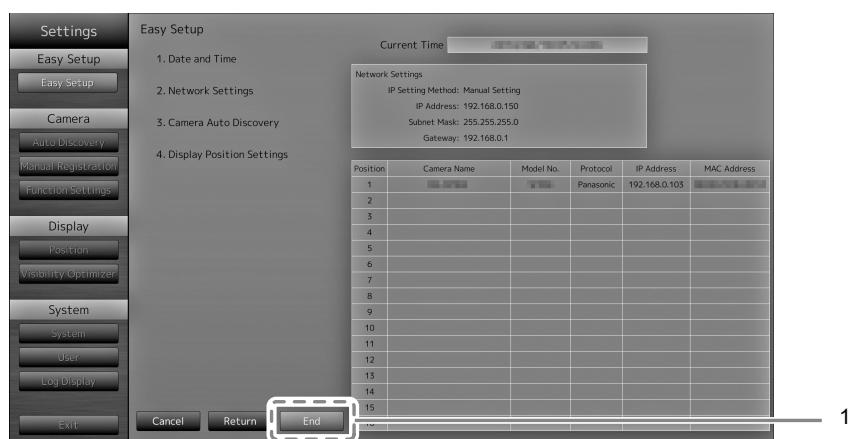 Settings
Easy Setup
Easy Setup
Camera
Auto Discovery
Manual Registration
Function Settings
Display
Position
Visibility Optimizer
System
System
User
Log Display
Exit
Easy Setup
1. Date and Time
2. Network Settings
3. Camera Auto Discovery
4. Display Position Settings
Current Time
Network Settings
IP Setting Method: Manual Setting
IP Address: 192.168.0.150
Subnet Mask: 255.255.255.0
Gateway: 192.168.0.1
Position Camera Name Model No. Protocol IP Address MAC Address
1 Panasonic 192.168.0.103
2
3
4
5
6
7
8
9
10
11
12
13
14
15
Cancel Return End
1